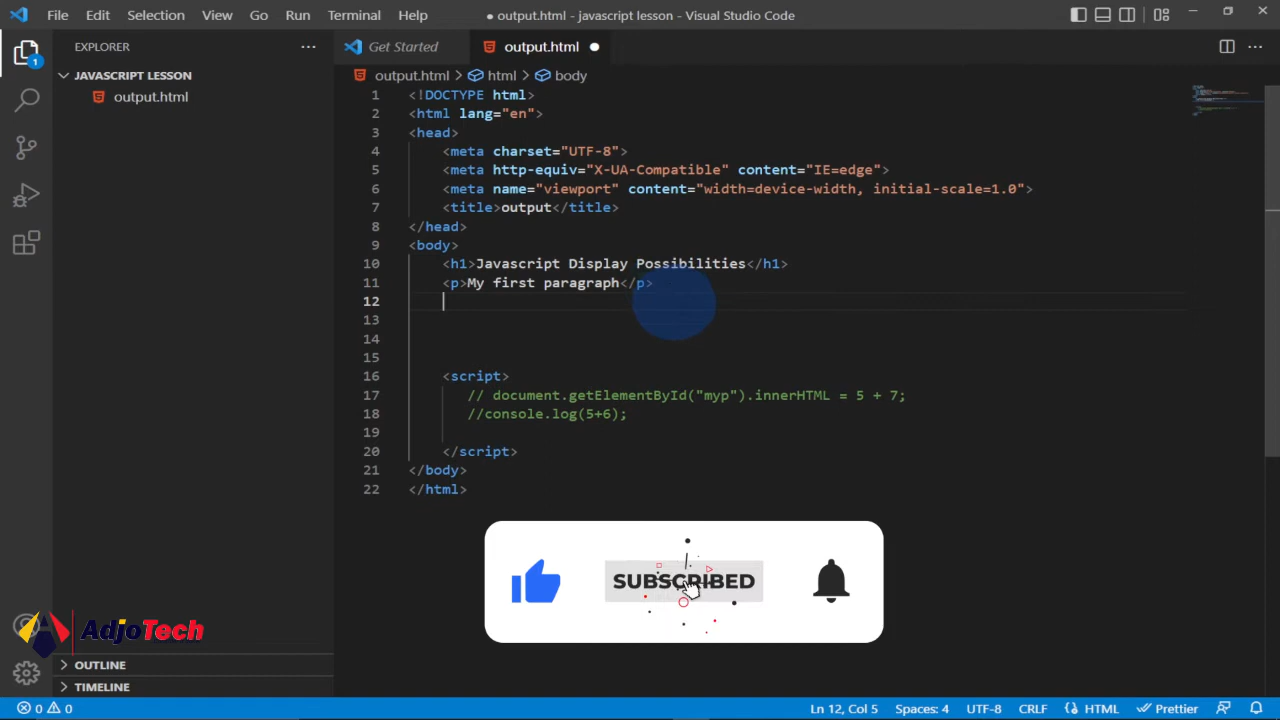 File Edit Selection View Go Run Terminal Help
● output.html - javascript lesson - Visual Studio Code
EXPLORER
1
JAVASCRIPT LESSON
output.html
Get Started
output.html
output.html > html > body
1 <!DOCTYPE html>
2 <html lang="en">
3 <head>
4 <meta charset="UTF-8">
5 <meta http-equiv="X-UA-Compatible" content="IE=edge">
6 <meta name="viewport" content="width=device-width, initial-scale=1.0">
7 <title>output</title>
8 </head>
9 <body>
10 <h1>Javascript Display Possibilities</h1>
11 <p>My first paragraph</p>
12
13
14
15
16 <script>
17 // document.getElementById("myp").innerHTML = 5 + 7;
18 //console.log(5+6);
19
20 </script>
21 </body>
22 </html>
SUBSCRIBED
AdjoTech
OUTLINE
TIMELINE
0 0
Ln 12, Col 5 Spaces: 4 UTF-8 CRLF HTML Prettier